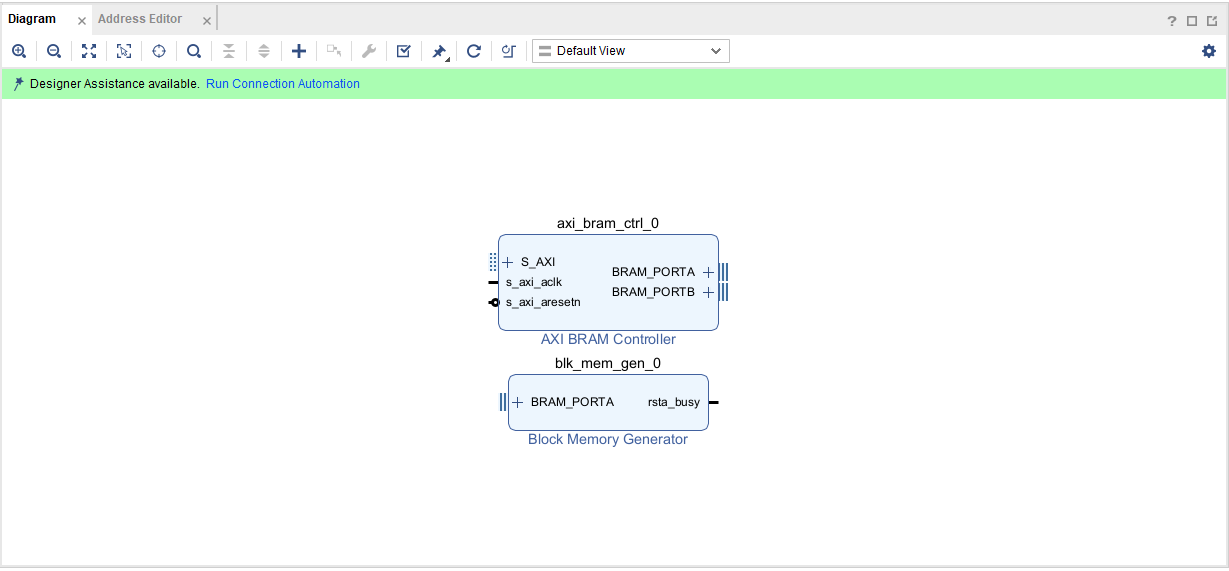 Diagram
Address Editor
Default View
Designer Assistance available. Run Connection Automation
axi_bram_ctrl_0
S_AXI
s_axi_aclk
s_axi_aresetn
BRAM_PORTA
BRAM_PORTB
AXI BRAM Controller
blk_mem_gen_0
BRAM_PORTA
rsta_busy
Block Memory Generator